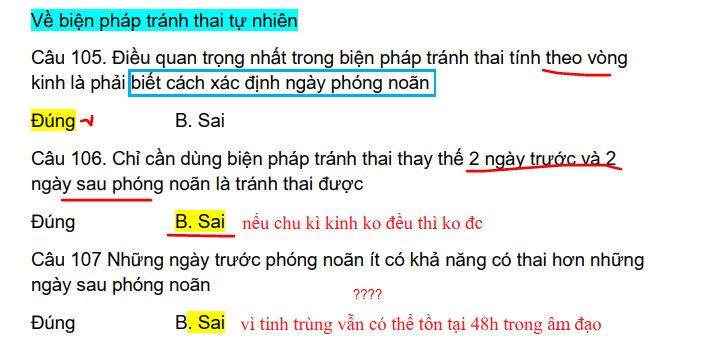 Về biện pháp tránh thai tự nhiên
Câu 105. Điều quan trọng nhất trong biện pháp tránh thai tính theo vòng
kinh là phải biết cách xác định ngày phóng noãn
Đúng B. Sai
Câu 106. Chỉ cần dùng biện pháp tránh thai thay thế 2 ngày trước và 2
ngày sau phóng noãn là tránh thai được
Đúng B. Sai nếu chu kì kinh ko đều thì ko đc
Câu 107 Những ngày trước phóng noãn ít có khả năng có thai hơn những
ngày sau phóng noãn
????
Đúng B. Sai vì tinh trùng vẫn có thể tồn tại 48h trong âm đạo